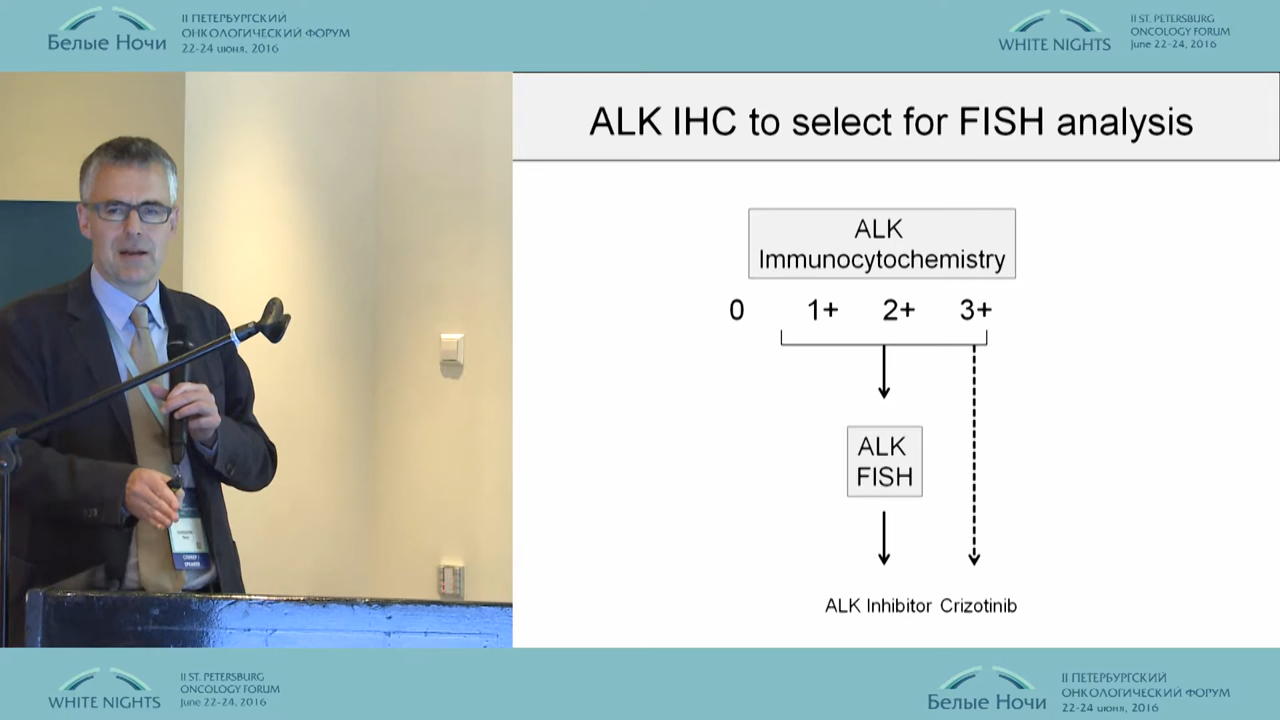 II ПЕТЕРБУРГСКИЙ
ОНКОЛОГИЧЕСКИЙ ФОРУМ
22-24 июня, 2016
Белые Ночи
II ST. PETERSBURG
ONCOLOGY FORUM
June 22-24, 2016
WHITE NIGHTS
ALK IHC to select for FISH analysis
ALK
Immunocytochemistry
0 1+ 2+ 3+
ALK
FISH
ALK Inhibitor Crizotinib
СПИКЕР /
SPEAKER
II ST. PETERSBURG
ONCOLOGY FORUM
June 22-24, 2016
WHITE NIGHTS
II ПЕТЕРБУРГСКИЙ
ОНКОЛОГИЧЕСКИЙ ФОРУМ
22-24 июня, 2016
Белые Ночи